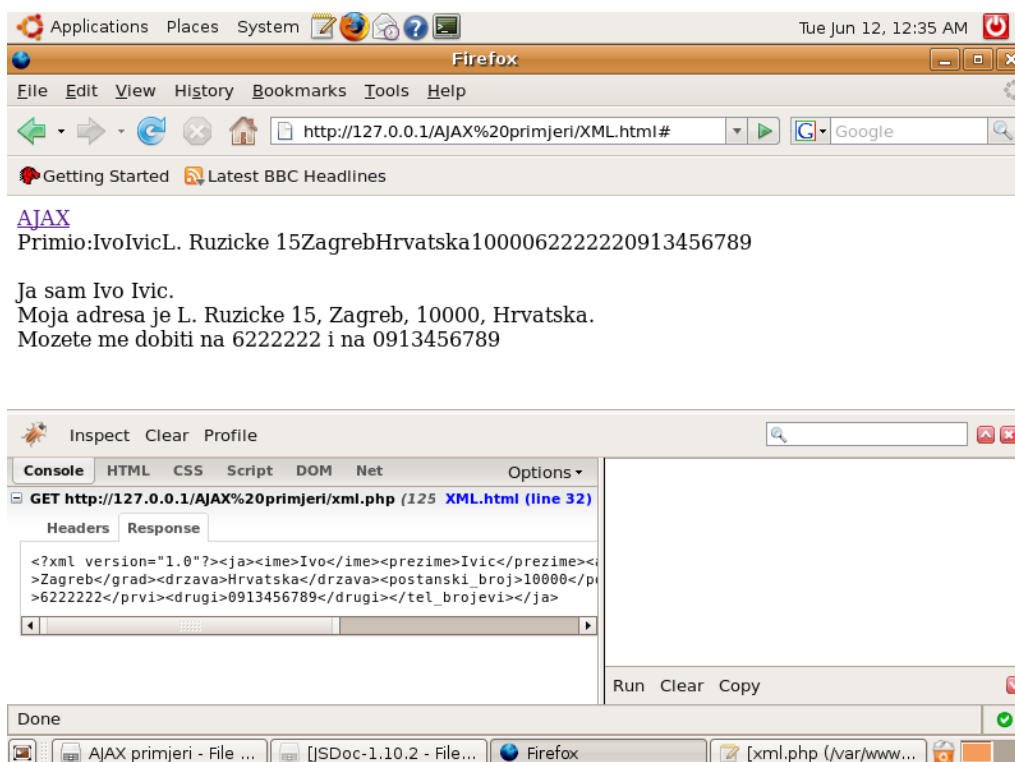 Applications Places System Tue Jun 12, 12:35 AM
Firefox
File Edit View History Bookmarks Tools Help
http://127.0.0.1/AJAX%20primjeri/XML.html# G Google
Getting Started Latest BBC Headlines
AJAX
Primio:IvoIvicL. Ruzicke 15ZagrebHrvatska1000062222220913456789
Ja sam Ivo Ivic.
Moja adresa je L. Ruzicke 15, Zagreb, 10000, Hrvatska.
Mozete me dobiti na 6222222 i na 0913456789
Inspect Clear Profile
Console HTML CSS Script DOM Net Options
GET http://127.0.0.1/AJAX%20primjeri/xml.php (125 XML.html (line 32)
Headers Response
<?xml version="1.0"?><ja><ime>Ivo</ime><prezime>Ivic</prezime><
>Zagreb</grad><drzava>Hrvatska</drzava><postanski_broj>10000</p
>6222222</prvi><drugi>0913456789</drugi></tel_brojevi></ja>
Run Clear Copy
Done
AJAX primjeri - File ... [JSDoc-1.10.2 - File... Firefox [xml.php (/var/www...